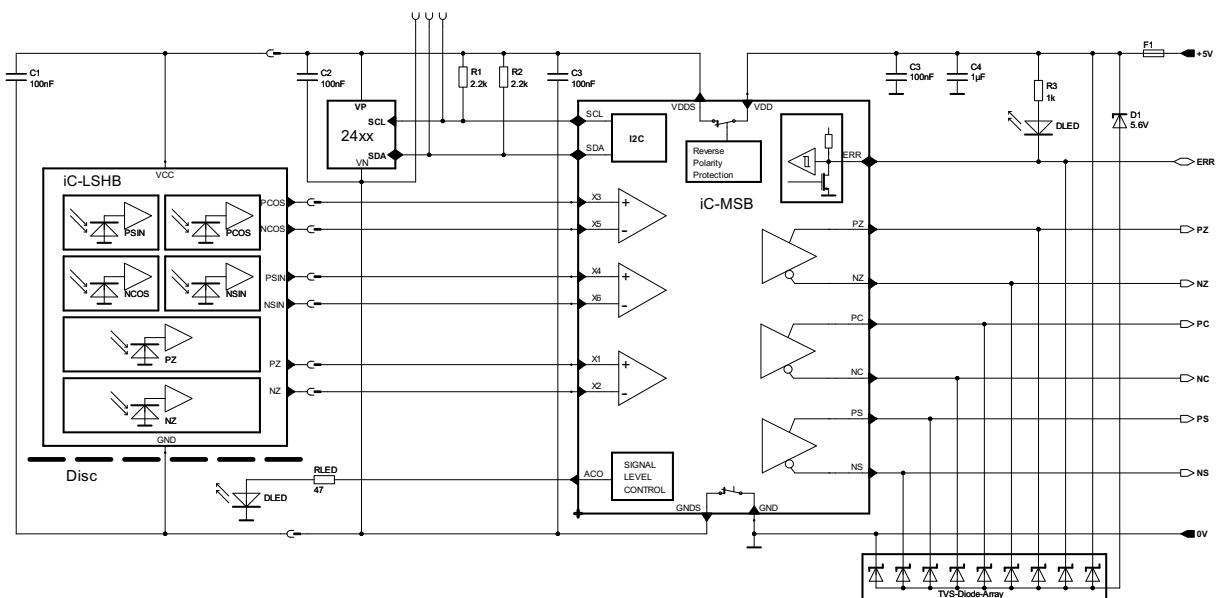 C1
100nF
C2
100nF
R1
2.2k
R2
2.2k
C3
100nF
C3
100nF
C4
1µF
F1
+5V
R3
1k
D1
5.6V
DLED
VP
SCL
24xx
SDA
VN
VDDS
VDD
SCL
SDA
I2C
Reverse
Polarity
Protection
ERR
ERR
iC-MSB
VCC
iC-LSHB
PSIN
PCOS
NCOS
NSIN
PZ
NZ
PCOS
NCOS
PSIN
NSIN
PZ
NZ
GND
Disc
X3
+
X5
-
X4
+
X6
-
X1
+
X2
-
PZ
PZ
NZ
NZ
PC
PC
NC
NC
PS
PS
NS
NS
RLED
47
DLED
ACO
SIGNAL
LEVEL
CONTROL
GNDS
GND
0V
TVS-Diode-Array